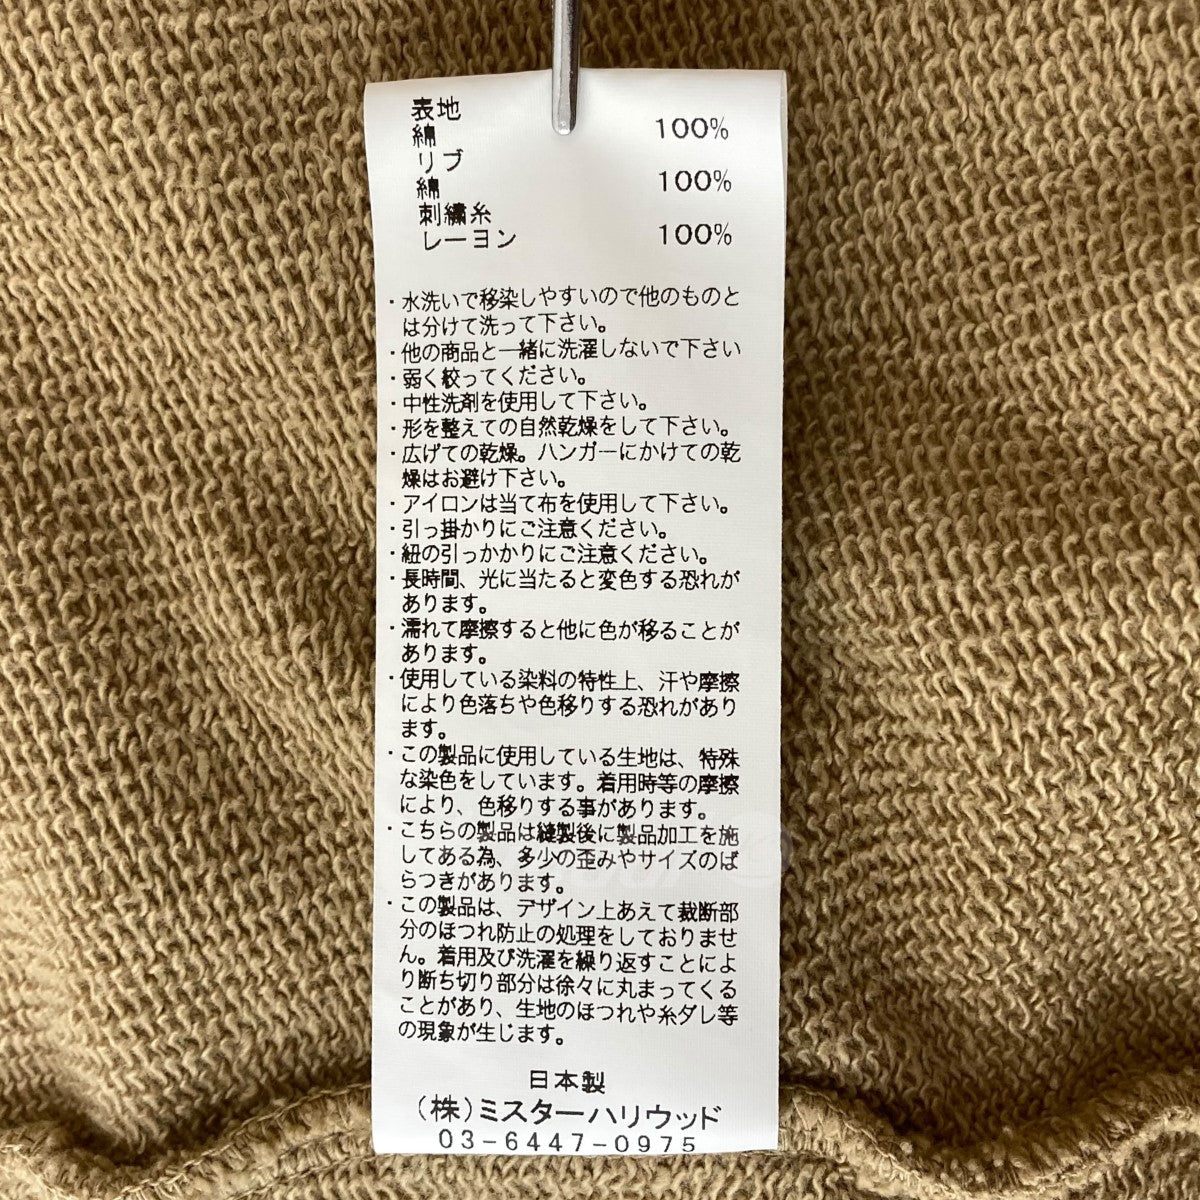 表地
綿 100%
リブ
綿 100%
刺繍糸
レーヨン 100%
・水洗いで移染しやすいので他のものと
は分けて洗って下さい。
・他の商品と一緒に洗濯しないで下さい
・弱く絞ってください。
・中性洗剤を使用して下さい。
・形を整えての自然乾燥をして下さい。
・広げての乾燥。ハンガーにかけての乾
燥はお避け下さい。
・アイロンは当て布を使用して下さい。
・引っ掛かりにご注意ください。
・紐の引っかかりにご注意ください。
・長時間、光に当たると変色する恐れが
あります。
・濡れて摩擦すると他に色が移ることが
あります。
・使用している染料の特性上、汗や摩擦
により色落ちや色移りする恐れがあり
ます。
・この製品に使用している生地は、特殊
な染色をしています。着用時等の摩擦
により、色移りする事があります。
・こちらの製品は縫製後に製品加工を施
してある為、多少の歪みやサイズのば
らつきがあります。
・この製品は、デザイン上あえて裁断部
分のほつれ防止の処理をしておりませ
ん。着用及び洗濯を繰り返すことによ
り断ち切り部分は徐々に丸まってくる
ことがあり、生地のほつれや糸ダレ等
の現象が生じます。
日本製
(株)ミスターハリウッド
03-6447-0975